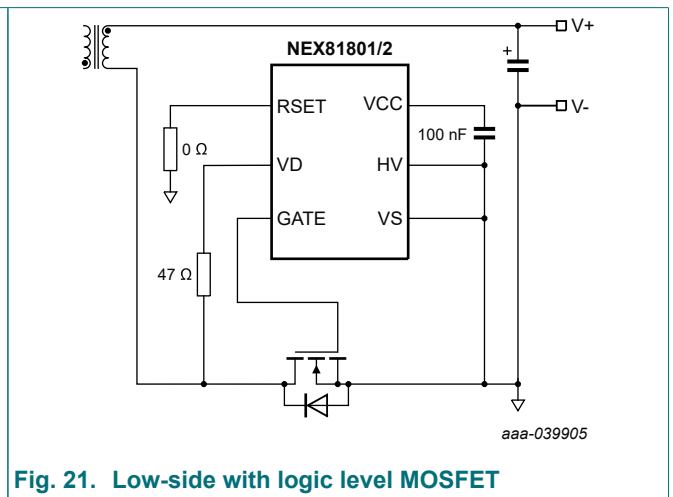 V+
NEX81801/2
+
V-
RSET
VCC
100 nF
0 Ω
VD
HV
GATE
VS
47 Ω
aaa-039905
Fig. 21. Low-side with logic level MOSFET